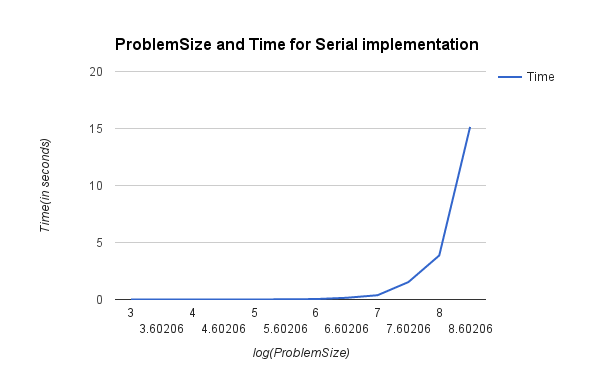 ProblemSize and Time for Serial implementation
20
15
10
5
0
Time(in seconds)
Time
3 4 5 6 7 8
3.60206 4.60206 5.60206 6.60206 7.60206 8.60206
log(ProblemSize)